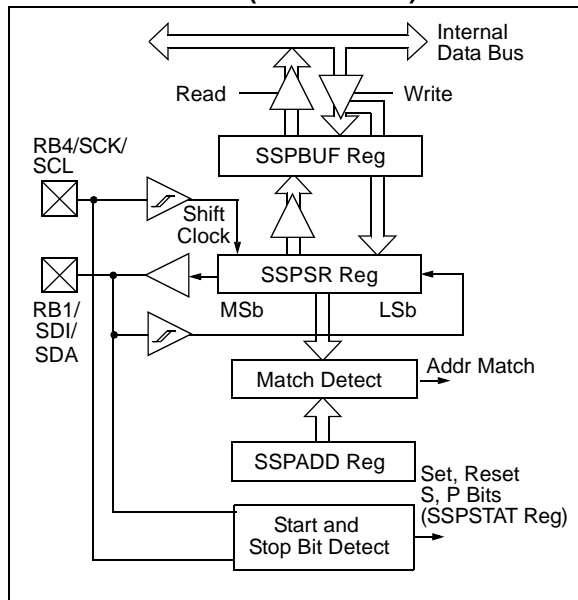 Internal
Data Bus
Read
Write
RB4/SCK/
SCL
SSPBUF Reg
Shift
Clock
SSPSR Reg
MSb
LSb
RB1/
SDI/
SDA
Match Detect
Addr Match
SSPADD Reg
Set, Reset
S, P Bits
(SSPSTAT Reg)
Start and
Stop Bit Detect